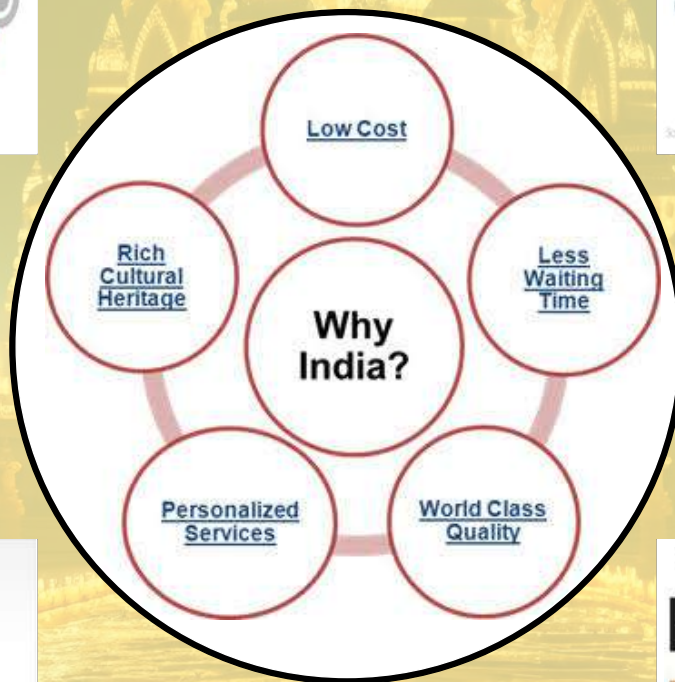 Low Cost
Rich
Cultural
Heritage
Less
Waiting
Time
Why
India?
Personalized
Services
World Class
Quality